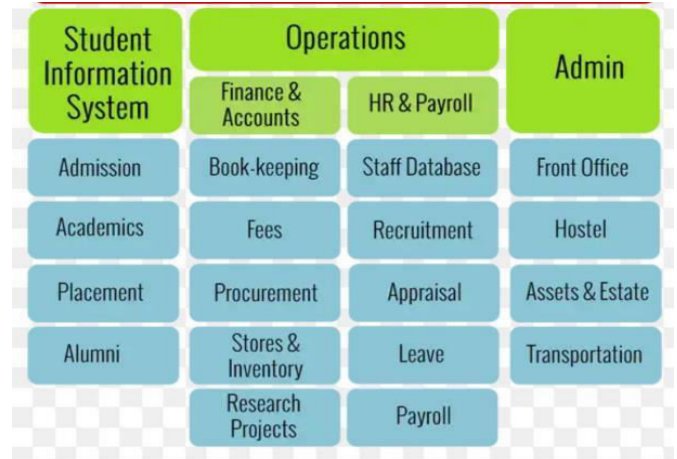 Student
Information
System
Operations
Admin
Finance &
Accounts
HR & Payroll
Admission
Book-keeping
Staff Database
Front Office
Academics
Fees
Recruitment
Hostel
Placement
Procurement
Appraisal
Assets & Estate
Alumni
Stores &
Inventory
Leave
Transportation
Research
Projects
Payroll